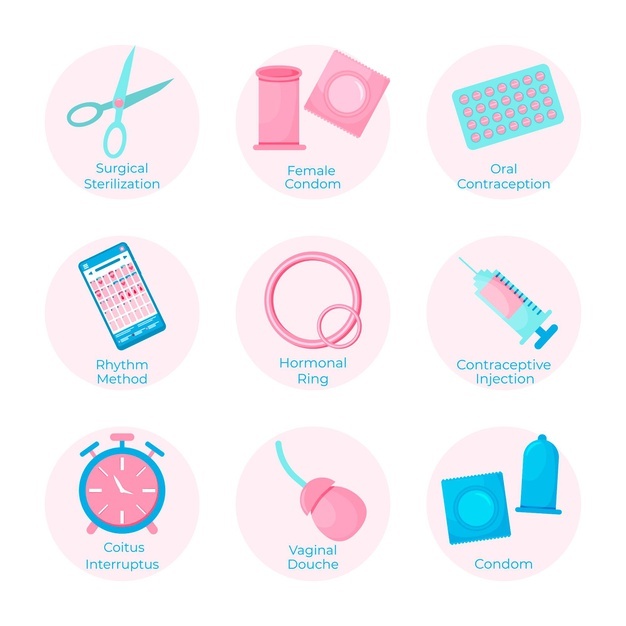 Surgical
Sterilization
Female
Condom
Oral
Contraception
Rhythm
Method
Hormonal
Ring
Contraceptive
Injection
Coitus
Interruptus
Vaginal
Douche
Condom